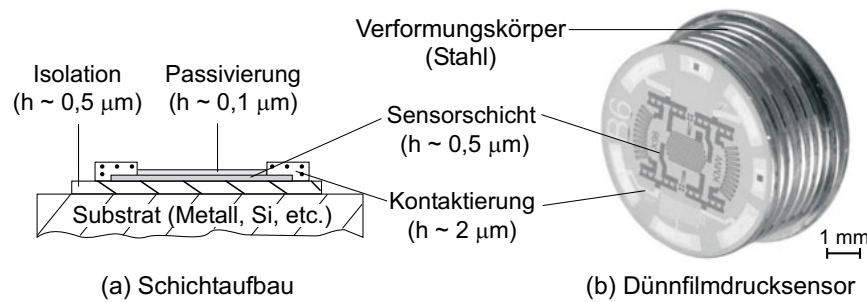 Verformungskörper
(Stahl)
Isolation
(h ~ 0,5 μm)
Passivierung
(h ~ 0,1 μm)
Sensorschicht
(h ~ 0,5 μm)
Kontaktierung
(h ~ 2 μm)
Substrat (Metall, Si, etc.)
1 mm
(a) Schichtaufbau
(b) Dünnfilmdrucksensor